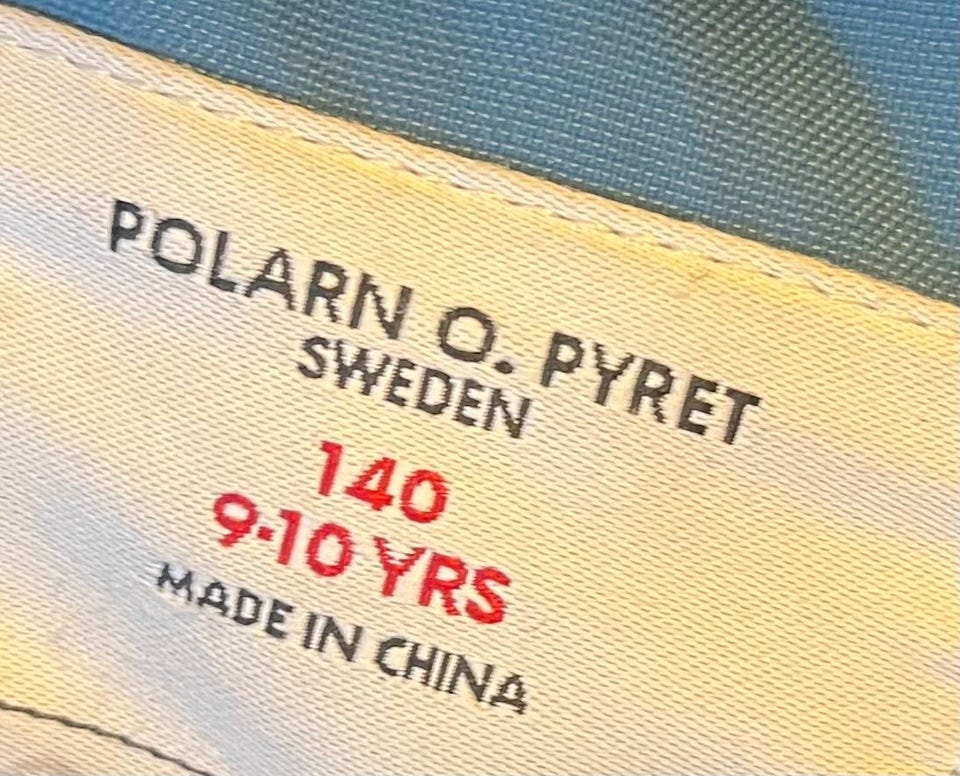 POLARN O. PYRET
SWEDEN
140
9-10 YRS
MADE IN CHINA